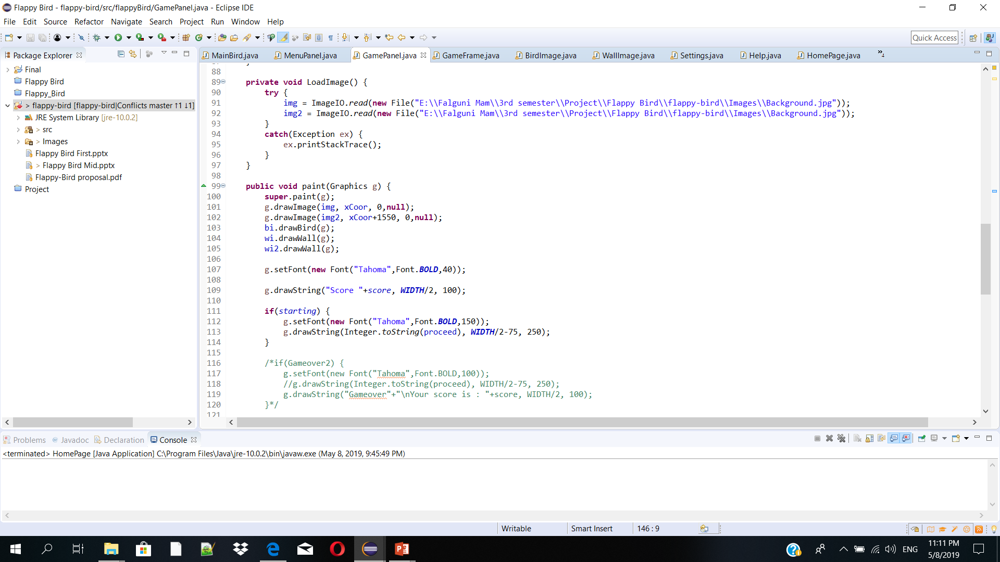 Flappy Bird - flappy-bird/src/flappyBird/GamePanel.java - Eclipse IDE
File Edit Source Refactor Navigate Search Project Run Window Help
Quick Access
Package Explorer
Final
Flappy Bird
Flappy_Bird
> flappy-bird [flappy-bird|Conflicts master ↑1 ↓1]
JRE System Library [jre-10.0.2]
> src
> Images
Flappy Bird First.pptx
> Flappy Bird Mid.pptx
Flappy-Bird proposal.pdf
Project
MainBird.java MenuPanel.java GamePanel.java GameFrame.java BirdImage.java WallImage.java Settings.java Help.java HomePage.java »4
88
89 private void LoadImage() {
90 try {
91 img = ImageIO.read(new File("E:\\Falguni Mam\\3rd semester\\Project\\Flappy Bird\\flappy-bird\\Images\\Background.jpg"));
92 img2 = ImageIO.read(new File("E:\\Falguni Mam\\3rd semester\\Project\\Flappy Bird\\flappy-bird\\Images\\Background.jpg"));
93 }
94 catch(Exception ex) {
95 ex.printStackTrace();
96 }
97 }
98
99 public void paint(Graphics g) {
100 super.paint(g);
101 g.drawImage(img, xCoor, 0,null);
102 g.drawImage(img2, xCoor+1550, 0,null);
103 bi.drawBird(g);
104 wi.drawWall(g);
105 wi2.drawWall(g);
106
107 g.setFont(new Font("Tahoma",Font.BOLD,40));
108
109 g.drawString("Score "+score, WIDTH/2, 100);
110
111 if(starting) {
112 g.setFont(new Font("Tahoma",Font.BOLD,150));
113 g.drawString(Integer.toString(proceed), WIDTH/2-75, 250);
114 }
115
116 /*if(Gameover2) {
117 g.setFont(new Font("Tahoma",Font.BOLD,100));
118 //g.drawString(Integer.toString(proceed), WIDTH/2-75, 250);
119 g.drawString("Gameover"+"\nYour score is : "+score, WIDTH/2, 100);
120 }*/
121
Problems @ Javadoc Declaration Console
<terminated> HomePage [Java Application] C:\Program Files\Java\jre-10.0.2\bin\javaw.exe (May 8, 2019, 9:45:49 PM)
Writable Smart Insert 146 : 9
ENG
11:11 PM
5/8/2019